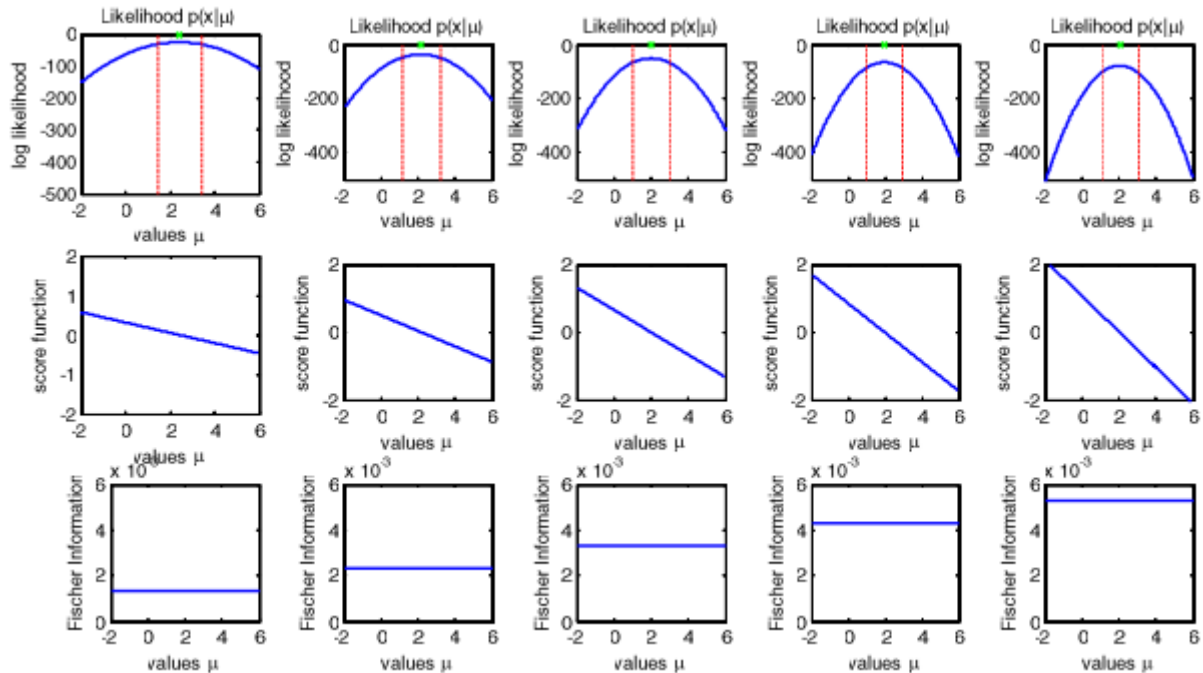 Likelihood p(x|μ) Likelihood p(x|μ) Likelihood p(x|μ) Likelihood p(x|μ) Likelihood p(x|μ)
log likelihood
0
-100
-200
-300
-400
-500
-2 0 2 4 6
values μ
log likelihood
0
-200
-400
-2 0 2 4 6
values μ
log likelihood
0
-200
-400
-2 0 2 4 6
values μ
log likelihood
0
-200
-400
-2 0 2 4 6
values μ
log likelihood
0
-200
-400
-2 0 2 4 6
values μ
score function
2
1
0
-1
-2
-2 0 2 4 6
values μ
score function
2
0
-2
-2 0 2 4 6
values μ
score function
2
0
-2
-2 0 2 4 6
values μ
score function
2
0
-2
-2 0 2 4 6
values μ
score function
2
0
-2
-2 0 2 4 6
values μ
Fischer Information
x 10
6
4
2
0
-2 0 2 4 6
values μ
Fischer Information
x 10-3
6
4
2
0
-2 0 2 4 6
values μ
Fischer Information
x 10-3
6
4
2
0
-2 0 2 4 6
values μ
Fischer Information
x 10-3
6
4
2
0
-2 0 2 4 6
values μ
Fischer Information
x 10-3
6
4
2
0
-2 0 2 4 6
values μ